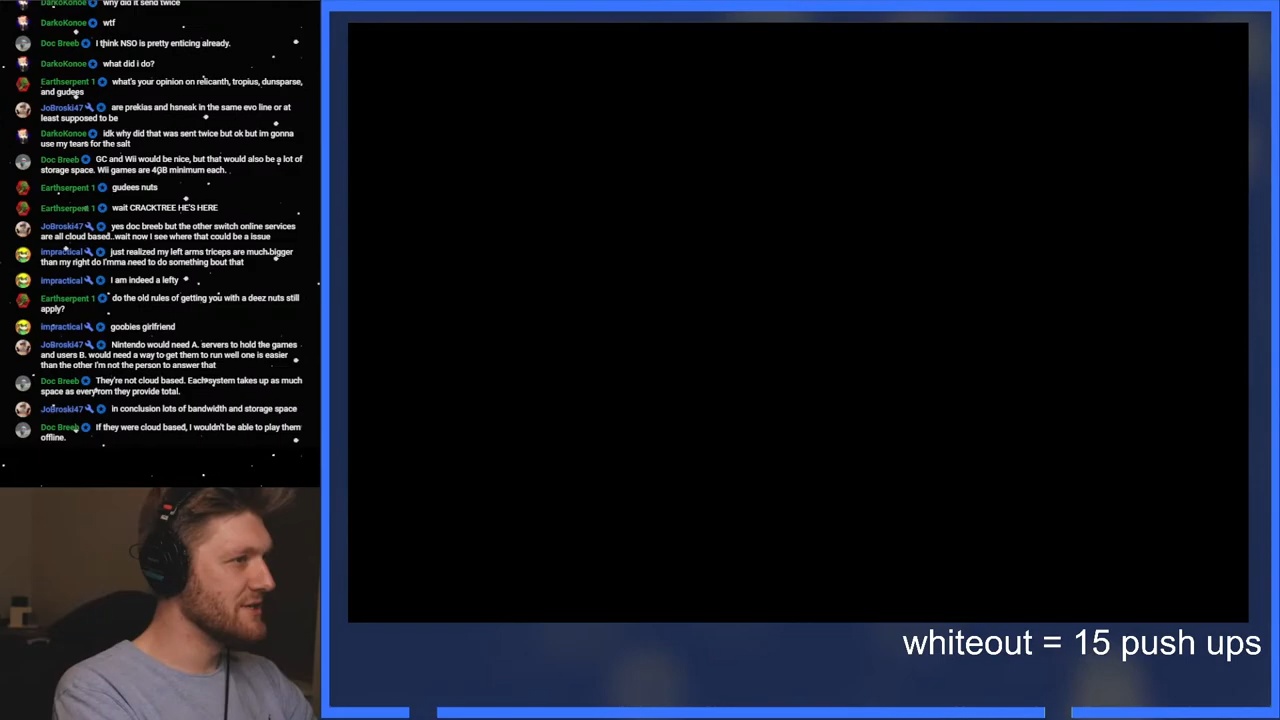 DarkoKonoe why did it send twice
DarkoKonoe wtf
Doc Breeb I think NSO is pretty enticing already.
DarkoKonoe what did i do?
Earthserpent 1 what's your opinion on relicanth, tropius, dunsparse,
and gudees
JoBroski47 are prekias and hsneak in the same evo line or at
least supposed to be
DarkoKonoe idk why did that was sent twice but ok but im gonna
use my tears for the salt
Doc Breeb GC and Wii would be nice, but that would also be a lot of
storage space. Wii games are 4GB minimum each.
Earthserpent 1 gudees nuts
Earthserpent 1 wait CRACKTREE HE'S HERE
JoBroski47 yes doc breeb but the other switch online services
are all cloud based..wait now I see where that could be a issue
impractical just realized my left arms triceps are much bigger
than my right do I'mma need to do something bout that
impractical I am indeed a lefty
Earthserpent 1 do the old rules of getting you with a deez nuts still
apply?
impractical goobies girlfriend
JoBroski47 Nintendo would need A. servers to hold the games
and users B. would need a way to get them to run well one is easier
than the other I'm not the person to answer that
Doc Breeb They're not cloud based. Each system takes up as much
space as every rom they provide total.
JoBroski47 in conclusion lots of bandwidth and storage space
Doc Breeb If they were cloud based, I wouldn't be able to play them
offline.
whiteout = 15 push ups